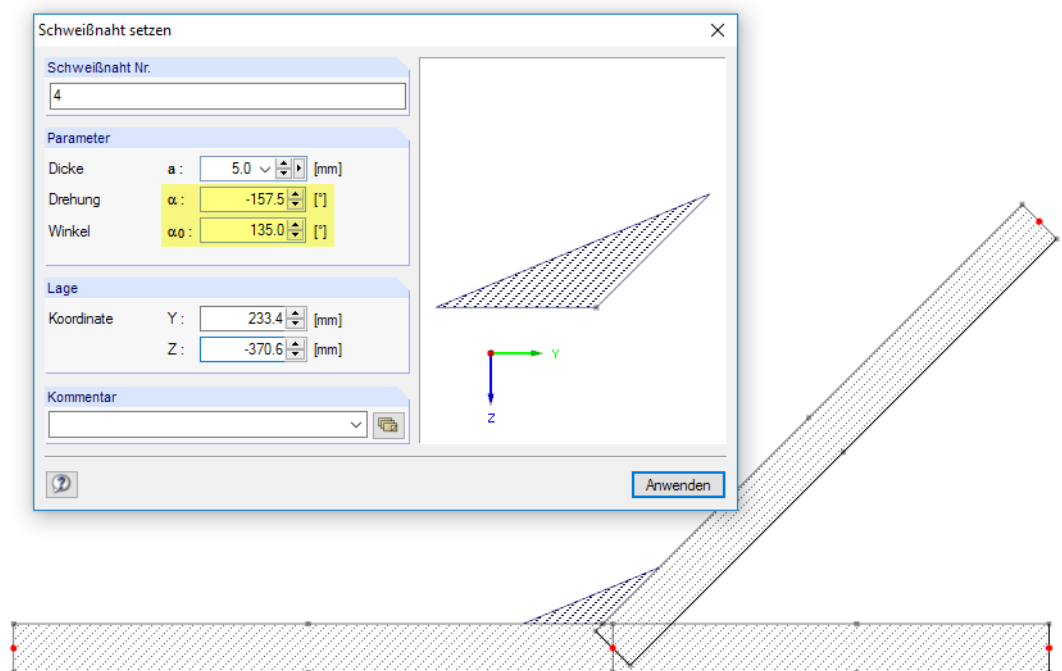 Schweißnaht setzen
Schweißnaht Nr.
4
Parameter
Dicke a : 5.0 [mm]
Drehung α : -157.5 [°]
Winkel α0 : 135.0 [°]
Lage
Koordinate Y : 233.4 [mm]
Z : -370.6 [mm]
Kommentar
Y
Z
Anwenden